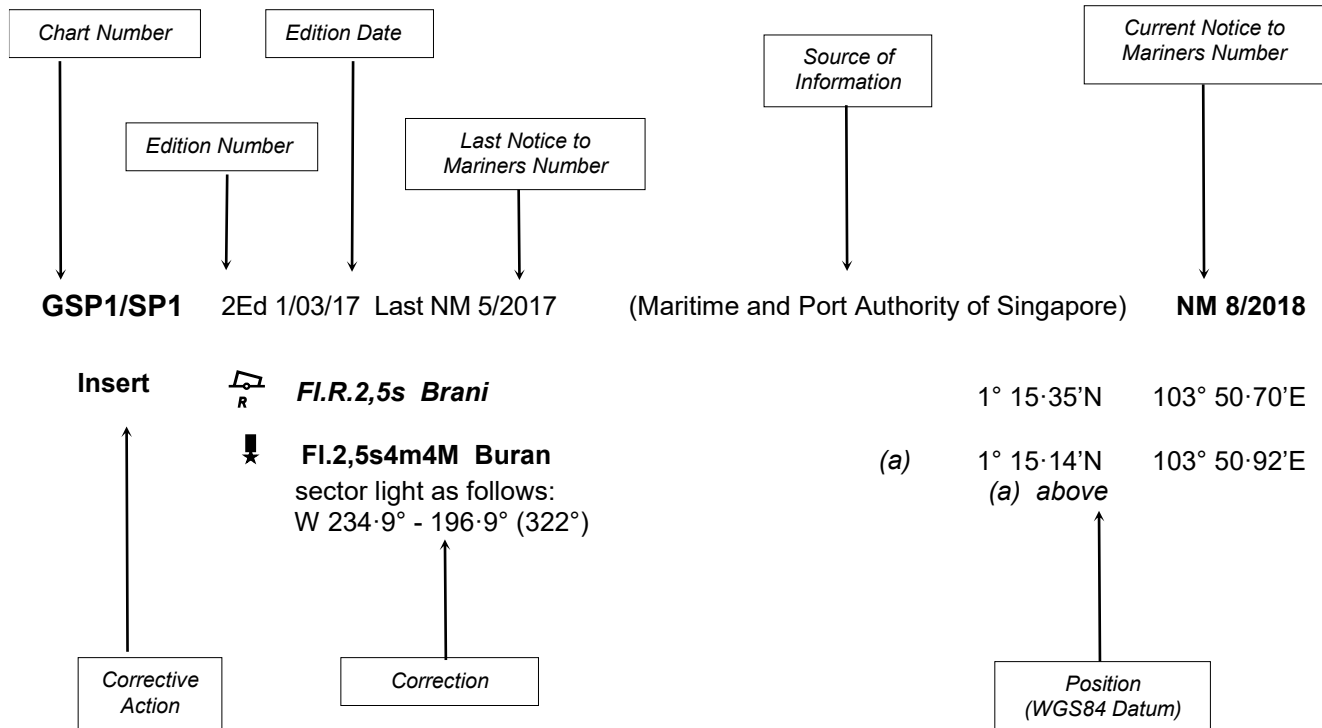 Chart Number
Edition Date
Source of
Information
Current Notice to
Mariners Number
Edition Number
Last Notice to
Mariners Number
GSP1/SP1 2Ed 1/03/17 Last NM 5/2017 (Maritime and Port Authority of Singapore) NM 8/2018
Insert R Fl.R.2,5s Brani 1° 15·35’N 103° 50·70’E
Fl.2,5s4m4M Buran (a) 1° 15·14’N 103° 50·92’E
sector light as follows: (a) above
W 234·9° - 196·9° (322°)
Corrective
Action
Correction
Position
(WGS84 Datum)